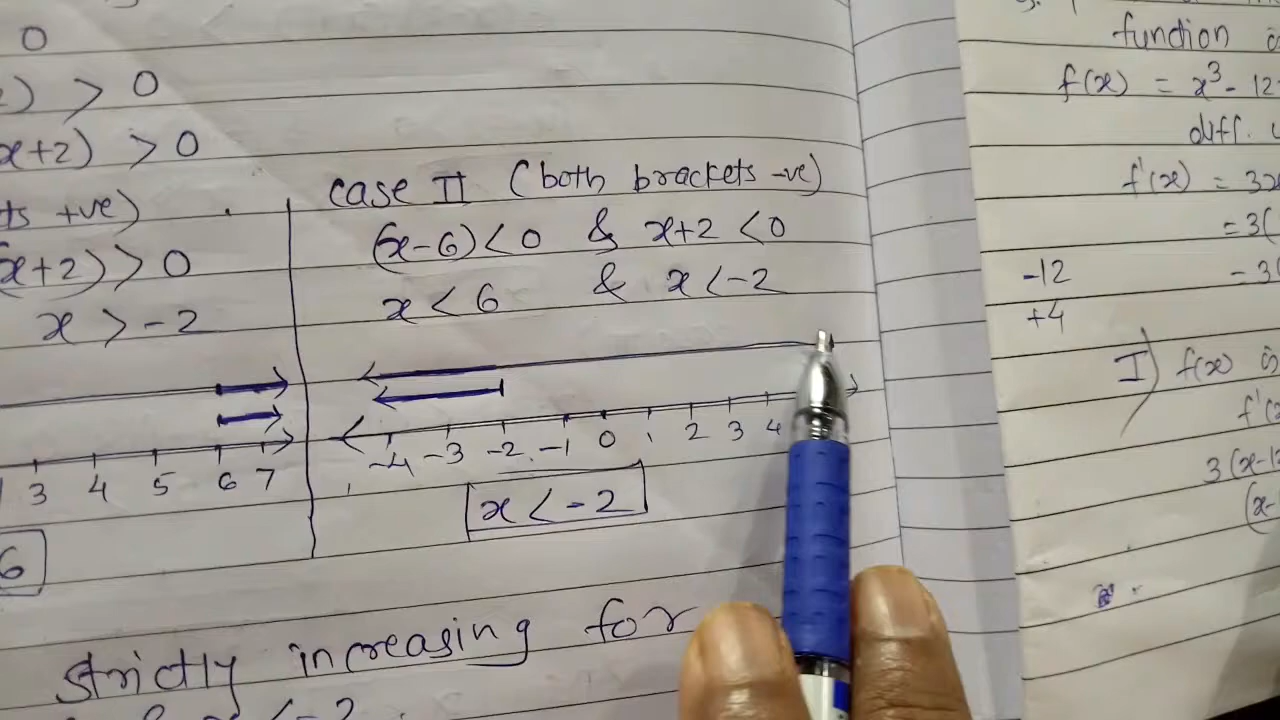 0
) > 0
x+2) > 0
ts +ve)
(x+2) > 0
x > -2
3 4 5 6 7
6
case II (both brackets -ve)
(x-6) < 0 & x+2 < 0
x < 6 & x < -2
-4 -3 -2 -1 0 1 2 3 4
x < -2
Strictly increasing for
& x < -2
function
f(x) = x³ - 12
diff.
f'(x) = 3x
= 3(
-12
= 3(
+4
I) f(x)
f'(
3(x-1
(x-